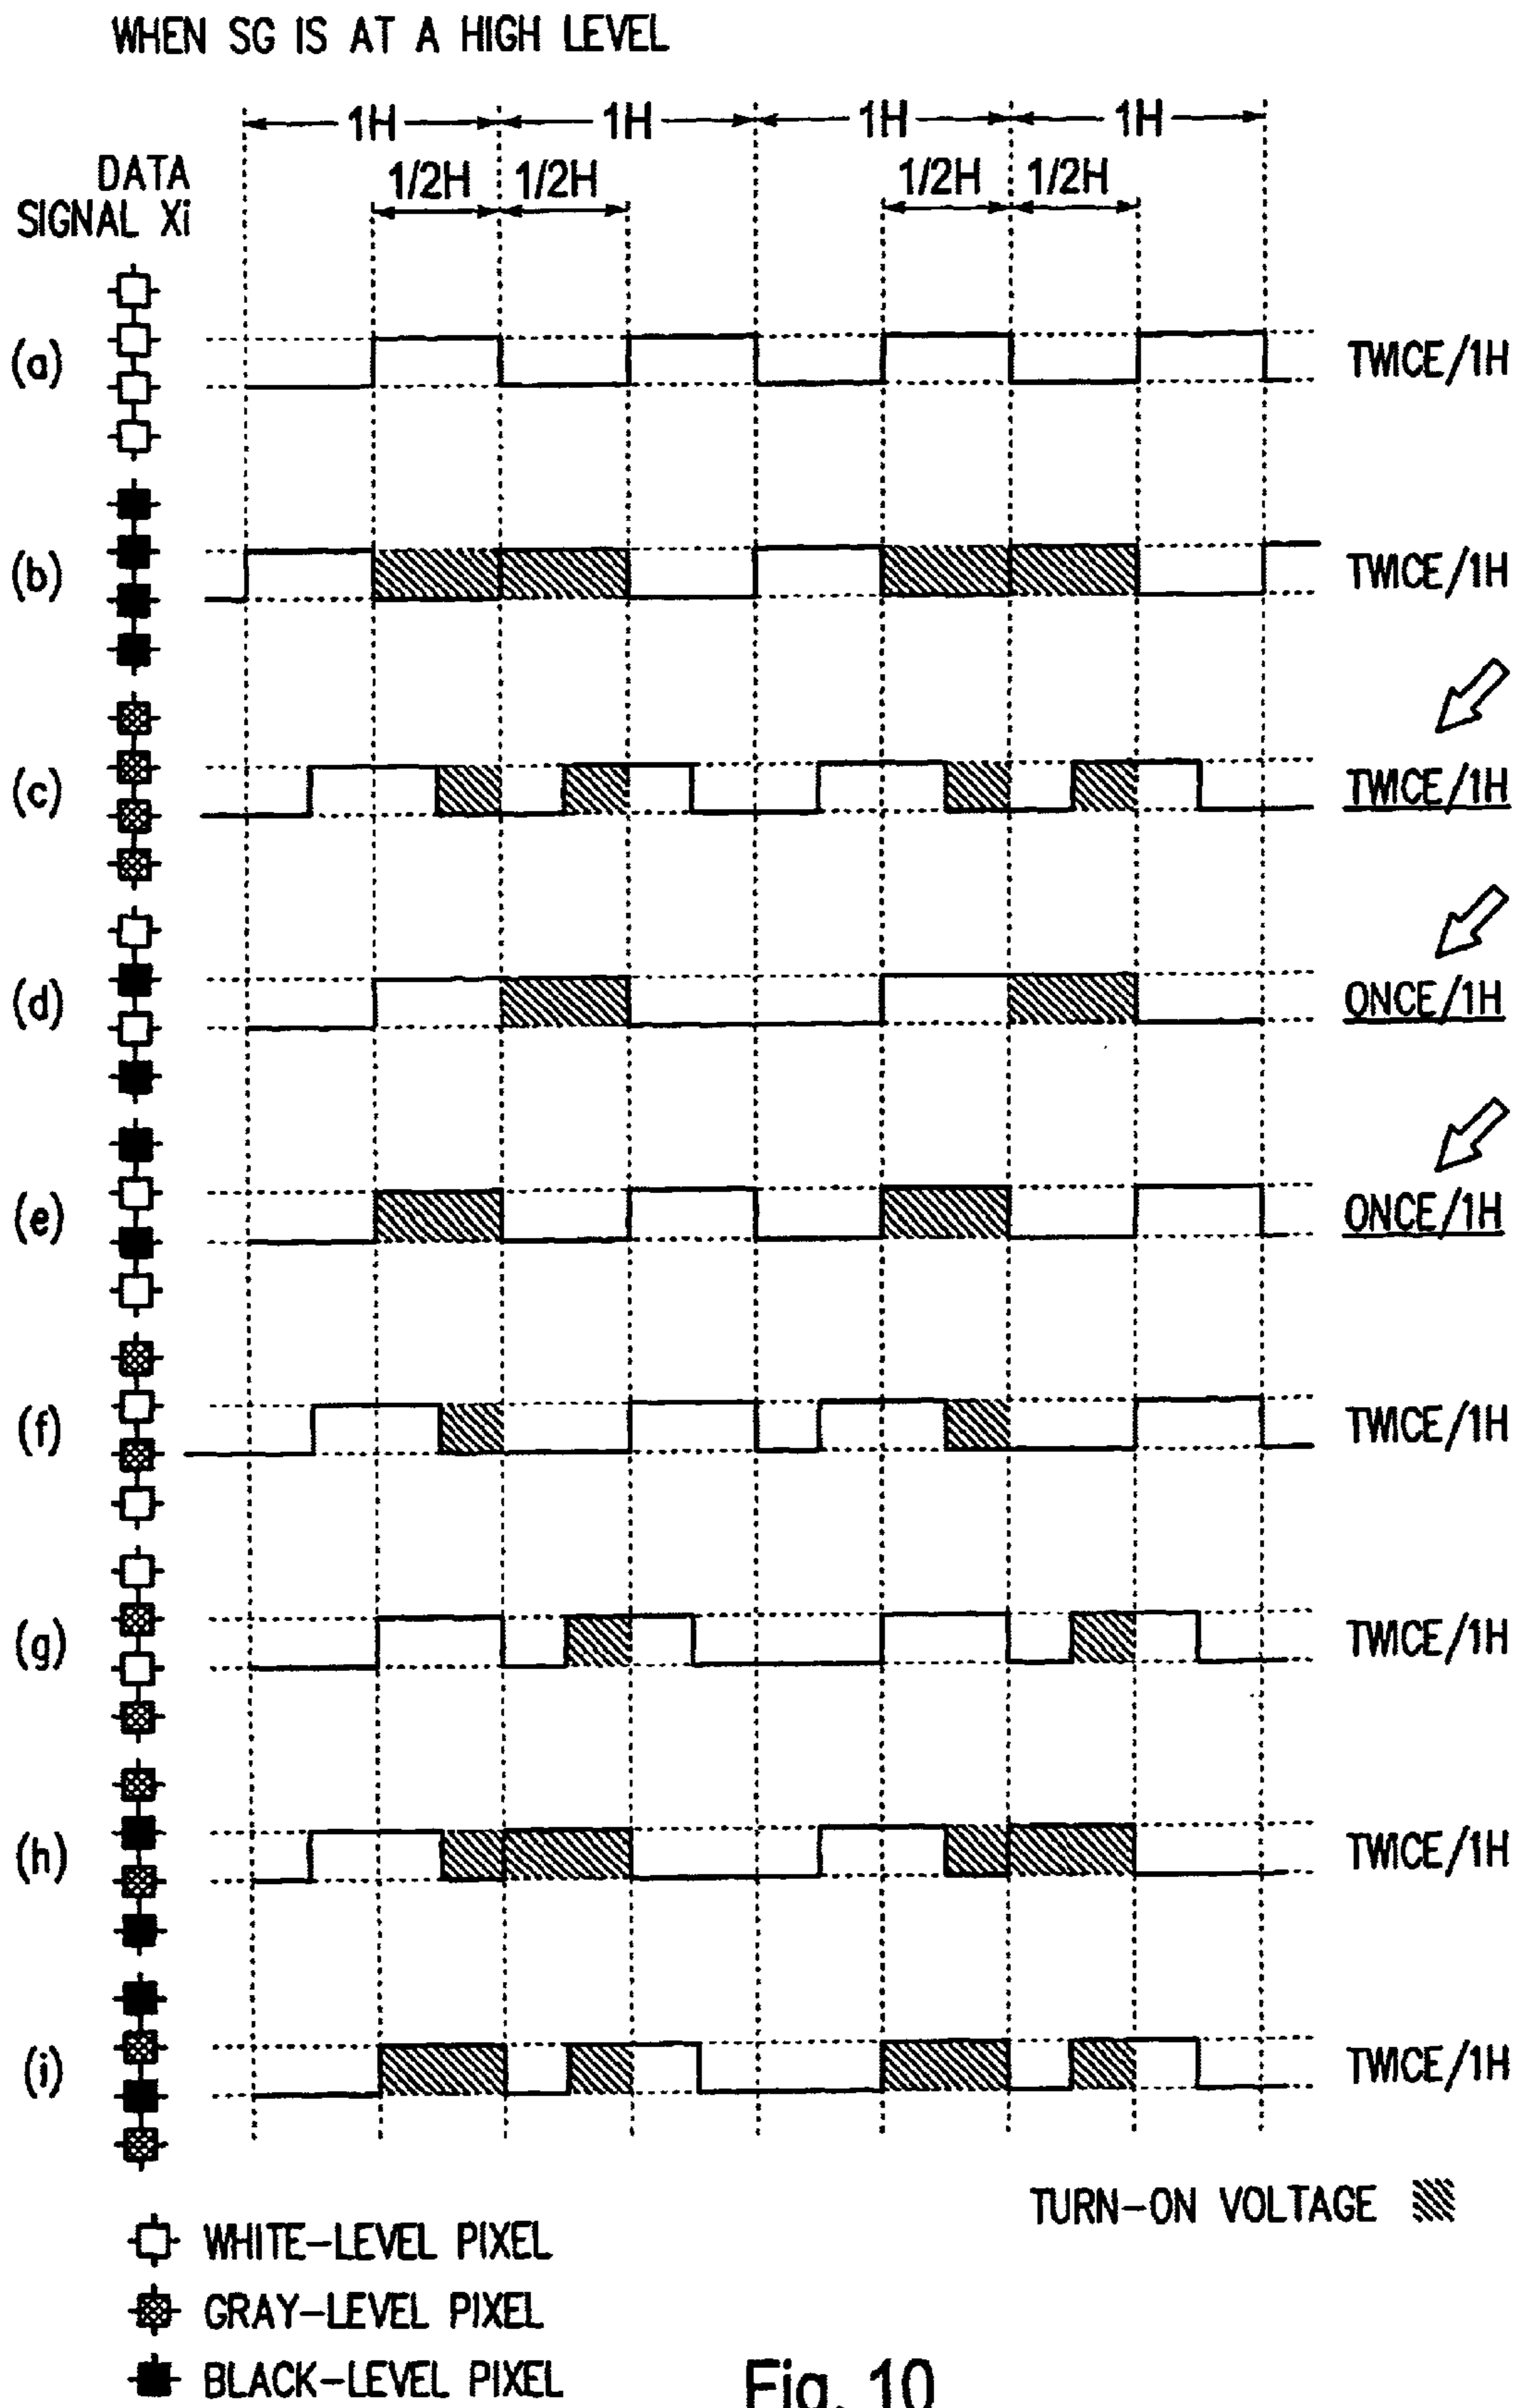 WHEN SG IS AT A HIGH LEVEL
1H 1H 1H 1H
DATA
SIGNAL Xi
1/2H 1/2H 1/2H 1/2H
(a) TWICE/1H
(b) TWICE/1H
(c) TWICE/1H
(d) ONCE/1H
(e) ONCE/1H
(f) TWICE/1H
(g) TWICE/1H
(h) TWICE/1H
(i) TWICE/1H
TURN-ON VOLTAGE
WHITE-LEVEL PIXEL
GRAY-LEVEL PIXEL
BLACK-LEVEL PIXEL
Fig. 10